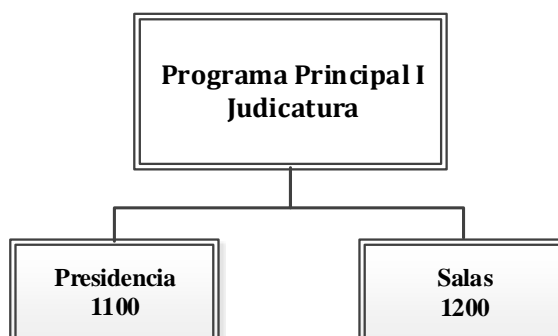 Programa Principal I
Judicatura
Presidencia
1100
Salas
1200